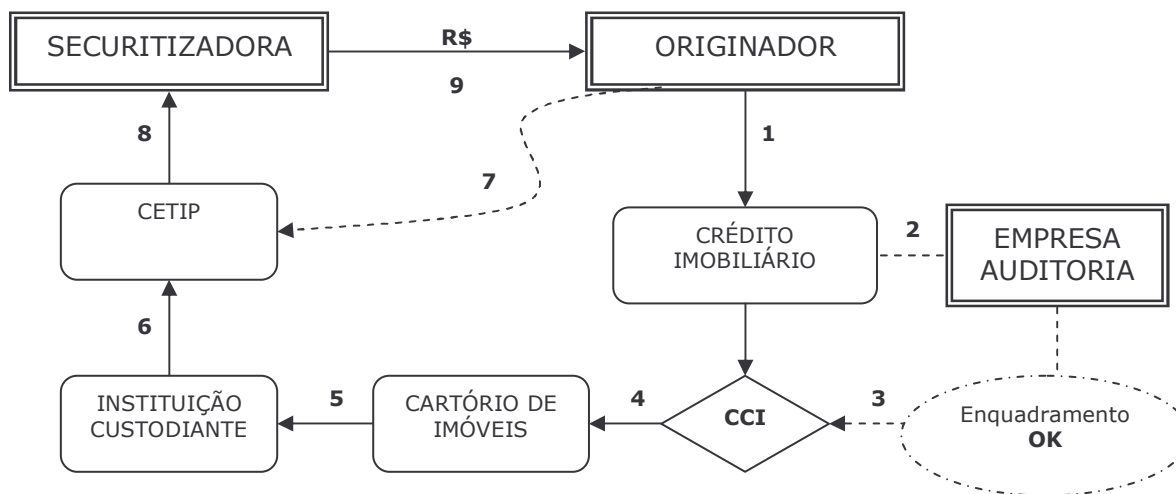 SECURITIZADORA
R$
ORIGINADOR
9
8
1
7
CETIP
CRÉDITO
IMOBILIÁRIO
2
EMPRESA
AUDITORIA
6
INSTITUIÇÃO
CUSTODIANTE
5
CARTÓRIO DE
IMÓVEIS
4
CCI
3
Enquadramento
OK